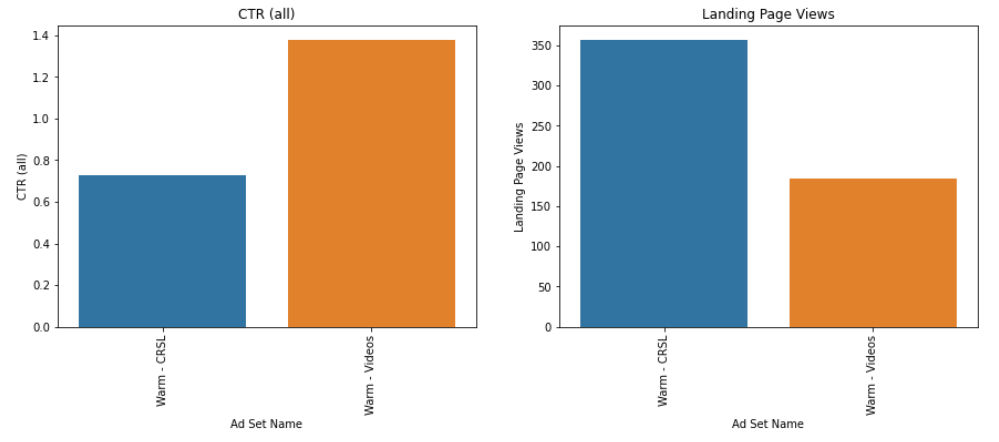 CTR (all)
CTR (all)
1.4
1.2
1.0
0.8
0.6
0.4
0.2
0.0
Warm - CRSL
Warm - Videos
Ad Set Name
Landing Page Views
Landing Page Views
350
300
250
200
150
100
50
0
Warm - CRSL
Warm - Videos
Ad Set Name